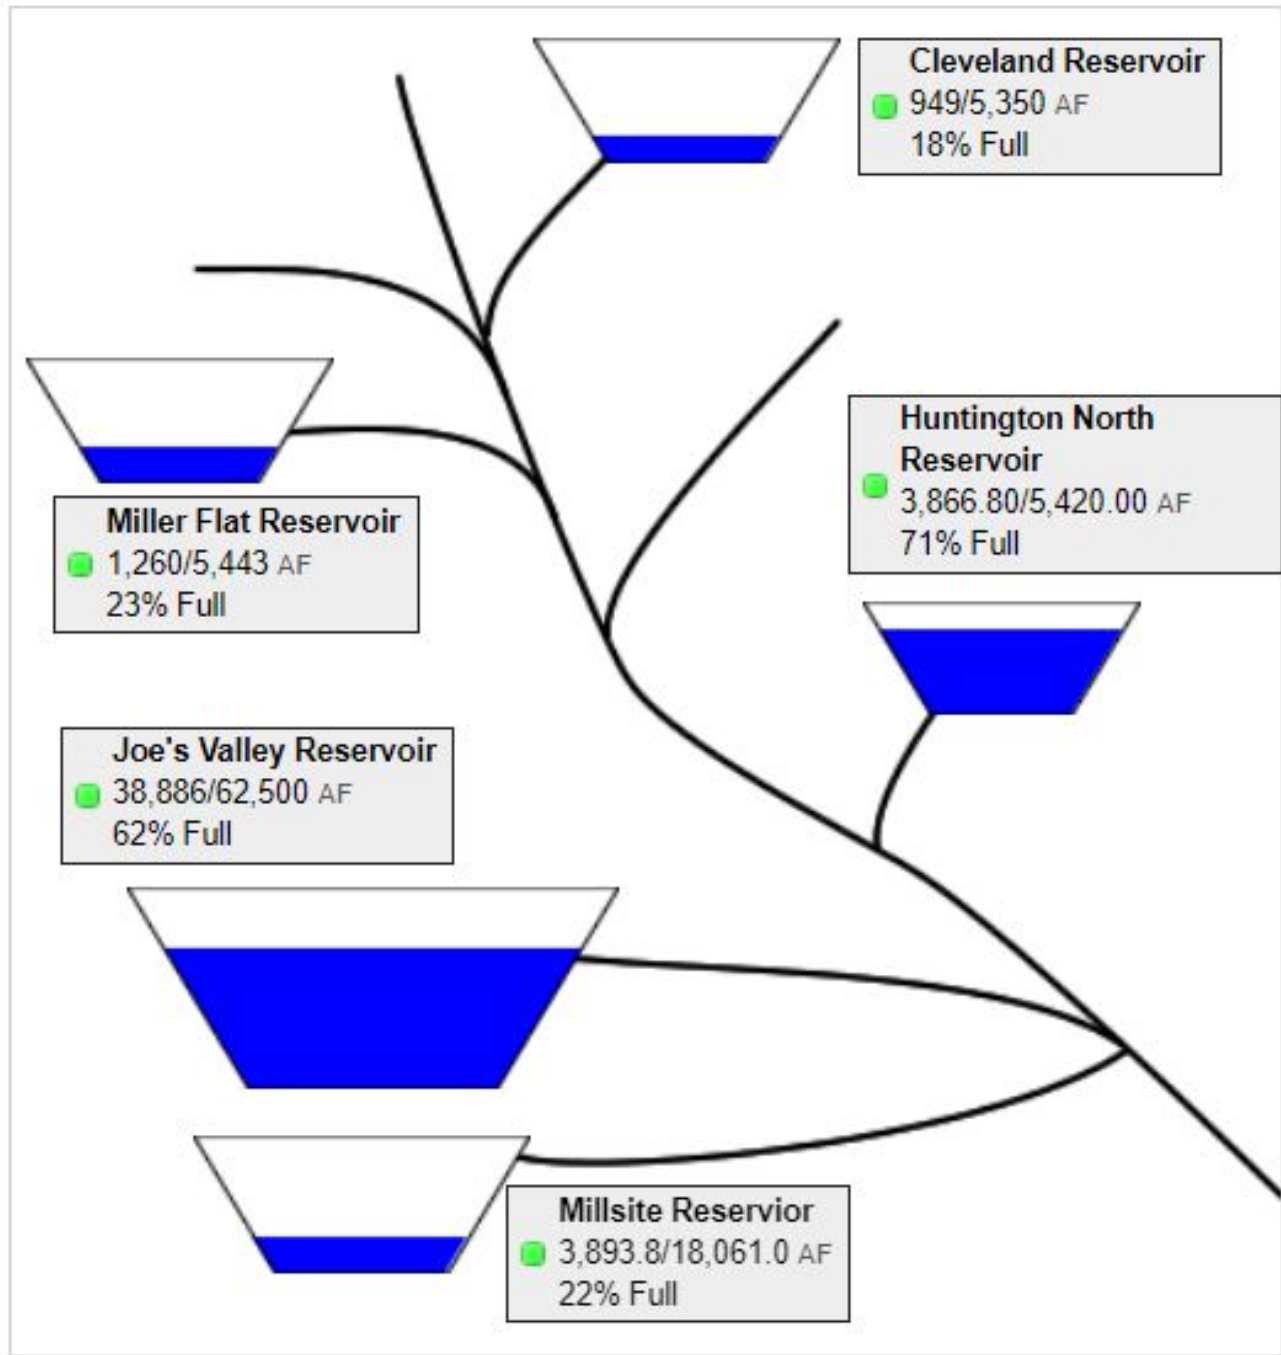 Cleveland Reservoir
949/5,350 AF
18% Full
Huntington North
Reservoir
3,866.80/5,420.00 AF
71% Full
Miller Flat Reservoir
1,260/5,443 AF
23% Full
Joe's Valley Reservoir
38,886/62,500 AF
62% Full
Millsite Reservior
3,893.8/18,061.0 AF
22% Full